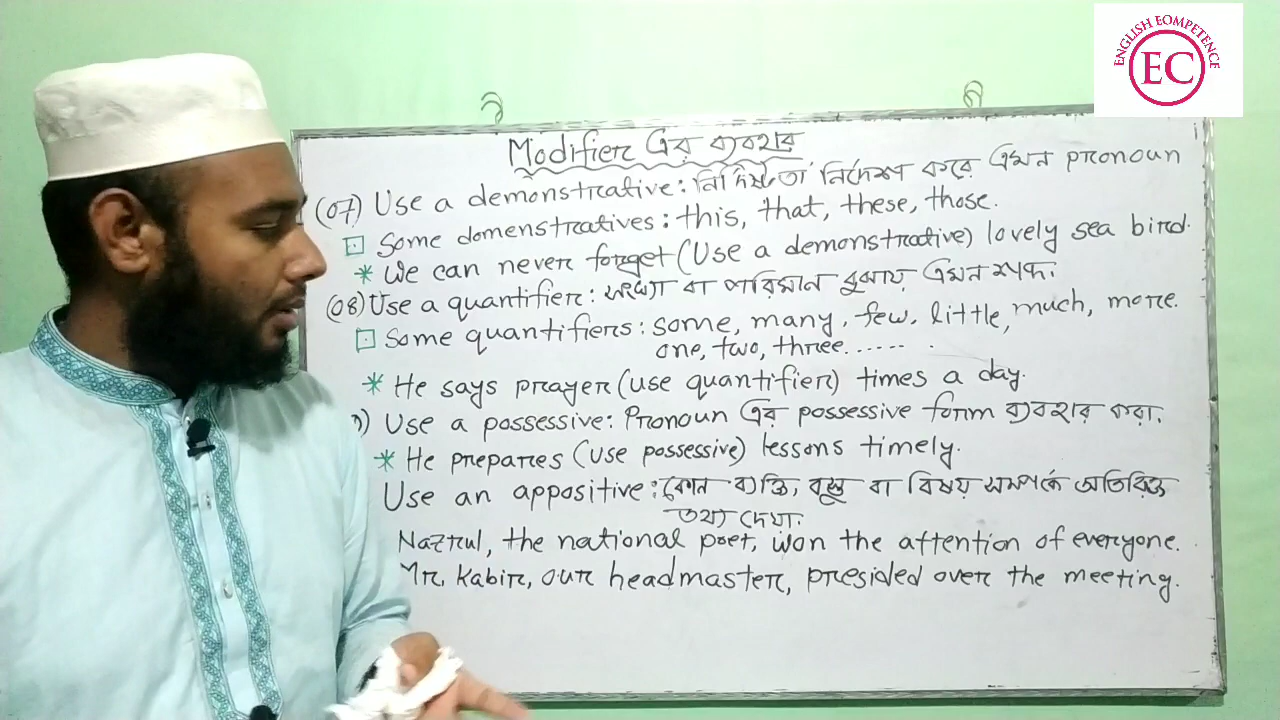 ENGLISH EOMPETENCE
EC
Modifier এর ব্যবহার
(07) Use a demonstrative: নির্দিষ্টতা নির্দেশ করে এমন pronoun
Some domenstratives: this, that, these, those.
* We can never forget (Use a demonstrative) lovely sea bird.
(08) Use a quantifier: সংখ্যা বা পরিমান বুঝায় এমন শব্দ।
Some quantifiers: some, many, few, little, much, more.
one, two, three......
* He says prayer (use quantifier) times a day.
) Use a possessive: Pronoun এর possessive form ব্যবহার করা.
* He prepares (use possessive) lessons timely.
Use an appositive: কোন ব্যক্তি, বস্তু বা বিষয় সম্পর্কে অতিরিক্ত
তথ্য দেয়া.
Nazrul, the national poet, won the attention of everyone.
Mr. Kabir, our headmaster, presided over the meeting.